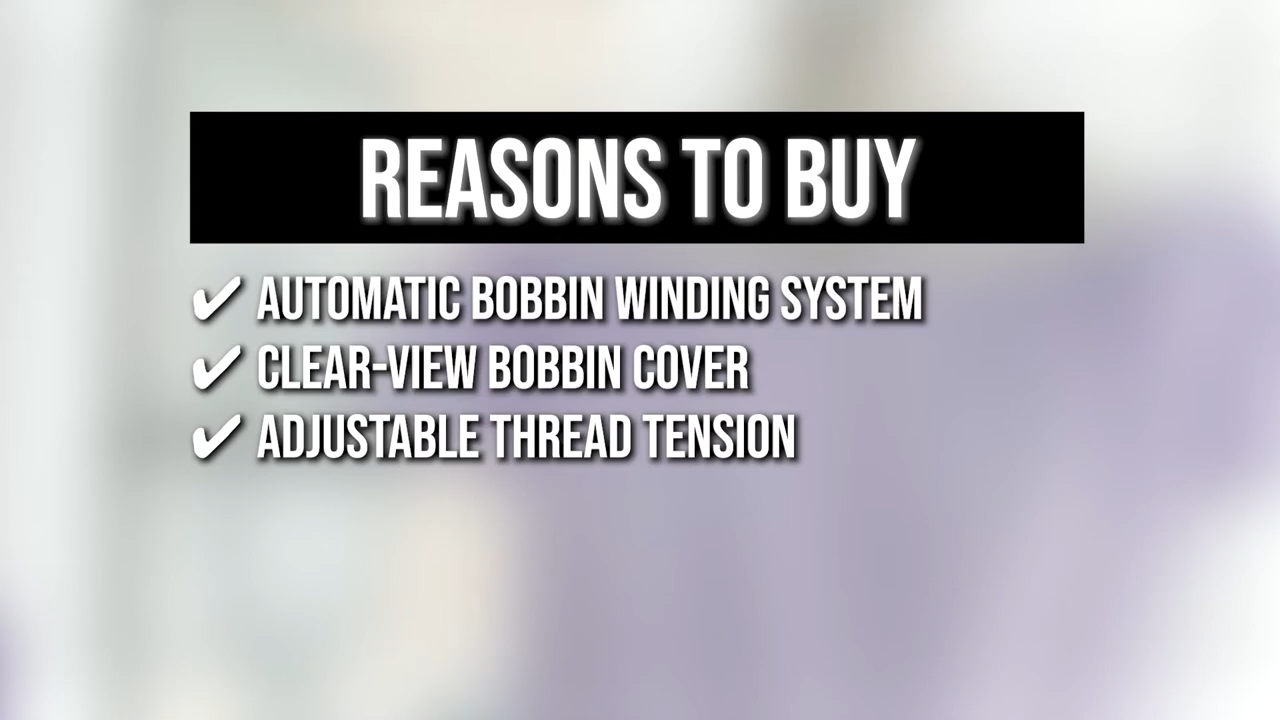 REASONS TO BUY
✔ AUTOMATIC BOBBIN WINDING SYSTEM
✔ CLEAR-VIEW BOBBIN COVER
✔ ADJUSTABLE THREAD TENSION